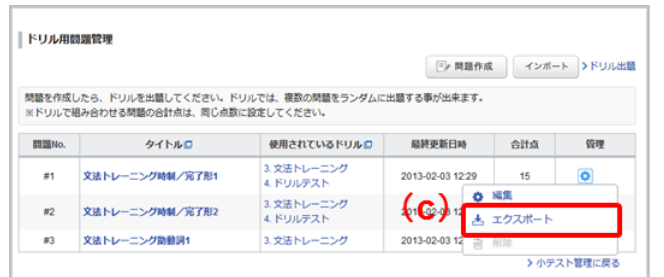 ドリル用問題管理
問題作成 インポート ドリル出題
問題を作成したら、ドリルを出題してください。ドリルでは、複数の問題をランダムに出題する事が出来ます。
※ドリルで組み合わせる問題の合計点は、同じ点数に設定してください。
問題No. タイトル 使用されているドリル 最終更新日時 合計点 管理
#1 文法トレーニング時制/完了形1 3. 文法トレーニング 4. ドリルテスト 2013-02-03 12:29 15
編集
#2 文法トレーニング時制/完了形2 3. 文法トレーニング 4. ドリルテスト 2013-02-03 12
(c) エクスポート
#3 文法トレーニング助動詞1 3. 文法トレーニング 2013-02-03 12 削除
小テスト管理に戻る